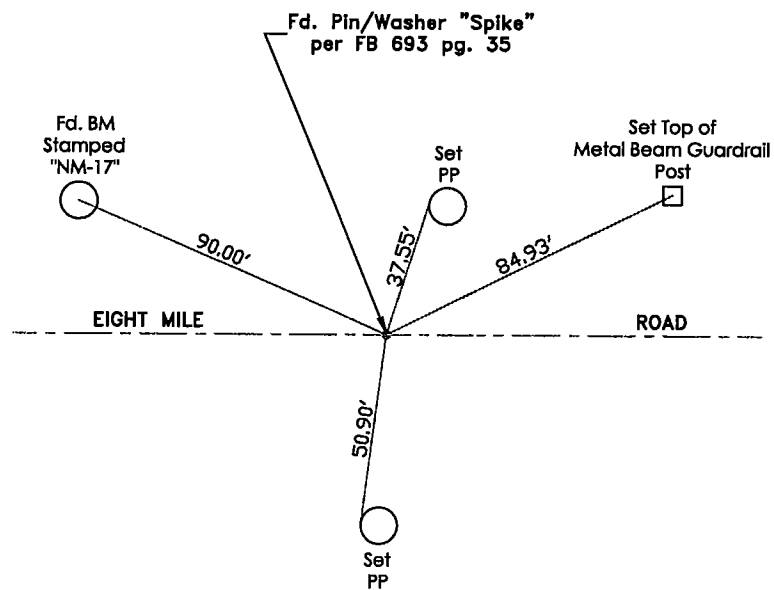 Fd. Pin/Washer "Spike"
per FB 693 pg. 35
Fd. BM
Stamped
"NM-17"
Set
PP
Set Top of
Metal Beam Guardrail
Post
90.00'
37.55'
84.93'
EIGHT MILE ROAD
50.90'
Set
PP